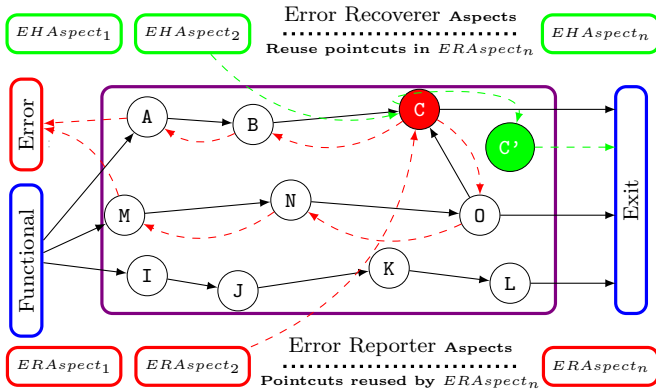 EHAspect₁ EHAspect₂ Error Recoverer Aspects EHAspectₙ
Reuse pointcuts in ERAspectₙ
Error
A B C
C'
Functional
M N O
Exit
I J K L
ERAspect₁ ERAspect₂ Error Reporter Aspects ERAspectₙ
Pointcuts reused by ERAspectₙ